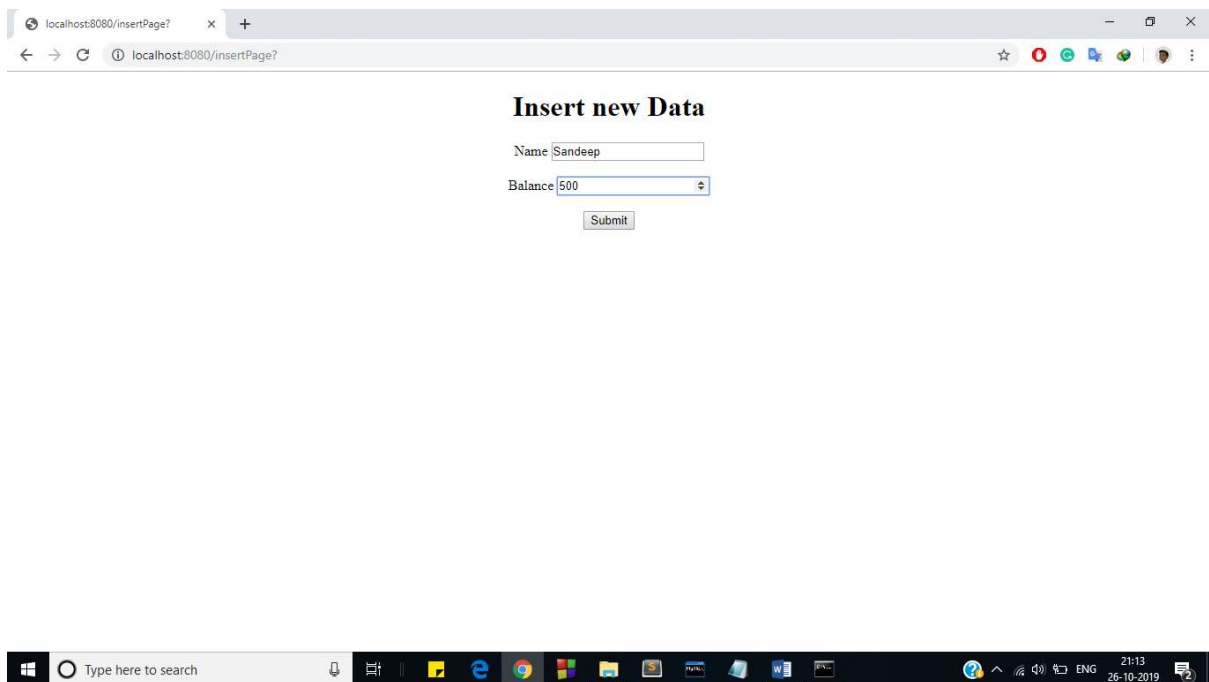 localhost:8080/insertPage?
localhost:8080/insertPage?
Insert new Data
Name Sandeep
Balance 500
Submit
Type here to search
ENG
21:13
26-10-2019
2